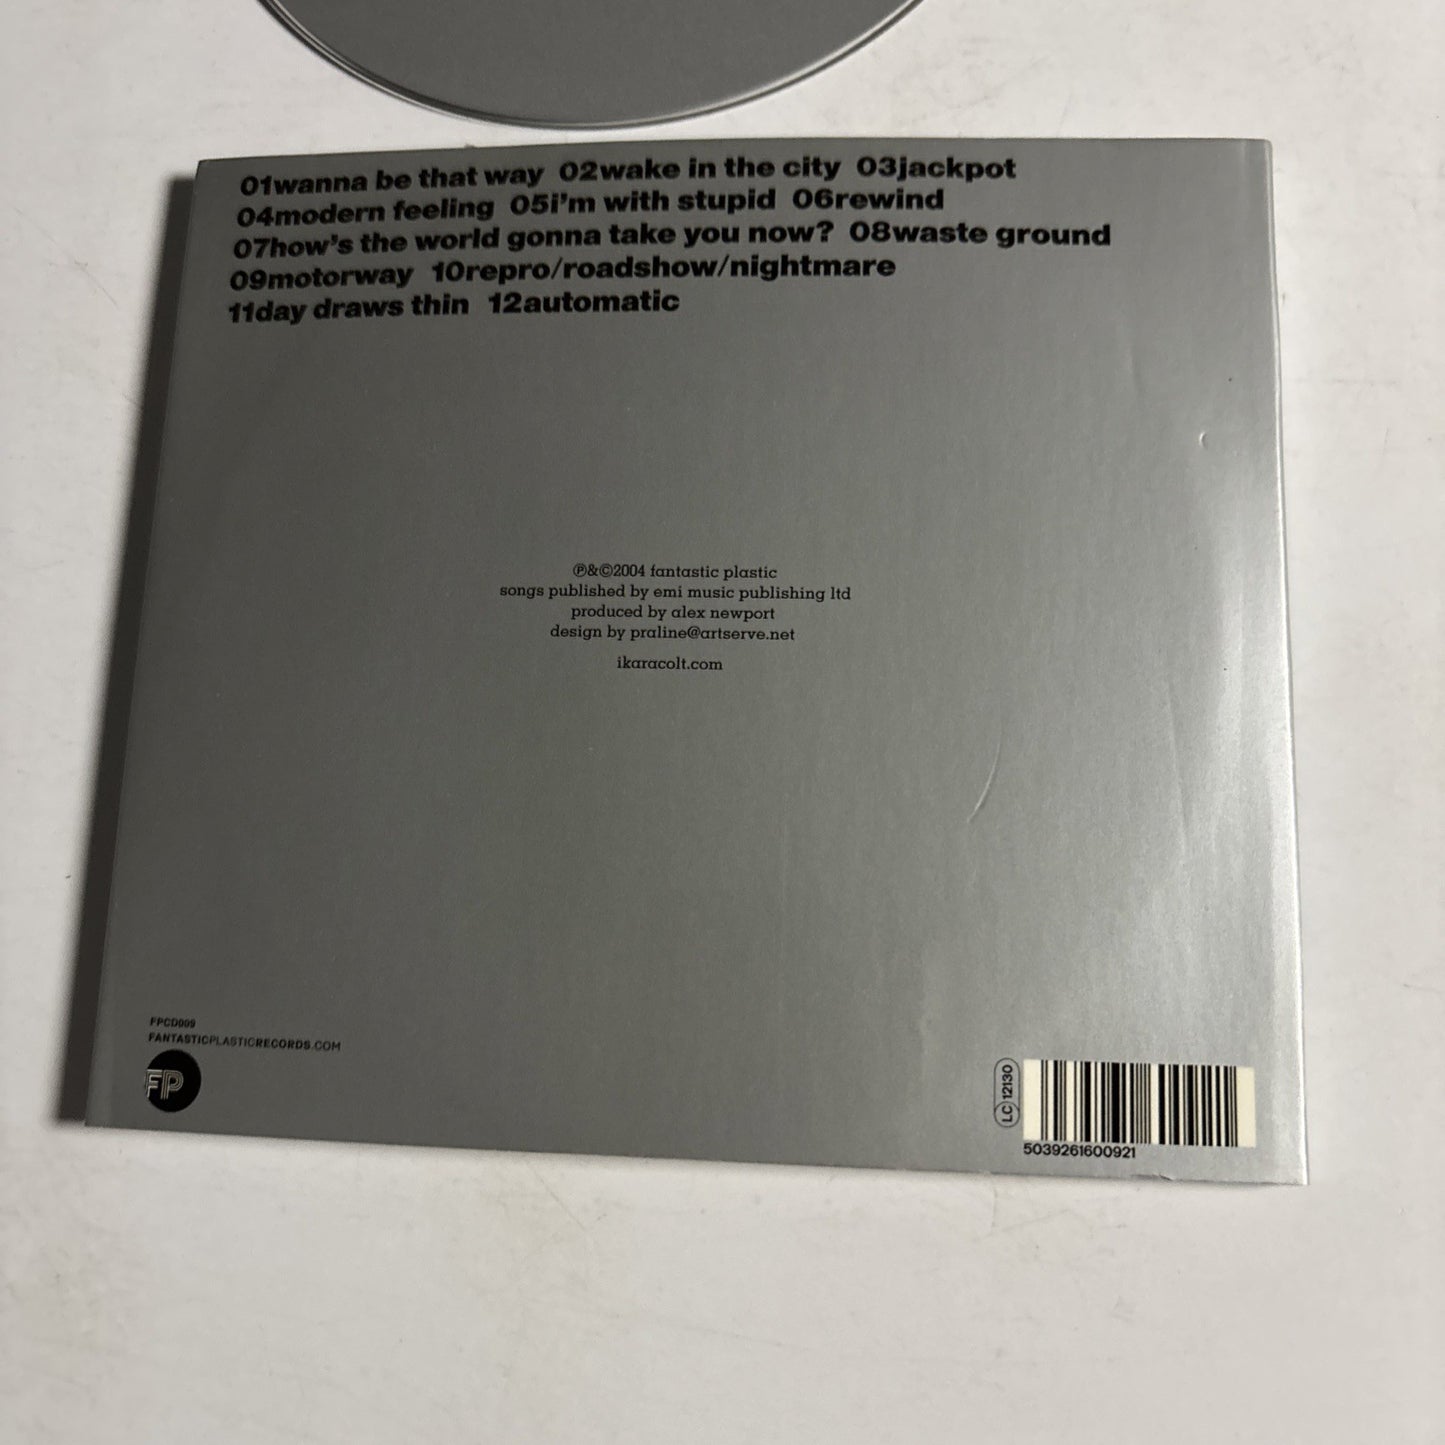 01wanna be that way 02wake in the city 03jackpot
04modern feeling 05i'm with stupid 06rewind
07how's the world gonna take you now? 08waste ground
09motorway 10repro/roadshow/nightmare
11day draws thin 12automatic
℗&©2004 fantastic plastic
songs published by emi music publishing ltd
produced by alex newport
design by praline@artserve.net
ikaracolt.com
FPCD009
FANTASTICPLASTICRECORDS.COM
FP
LC 12130
5039261600921